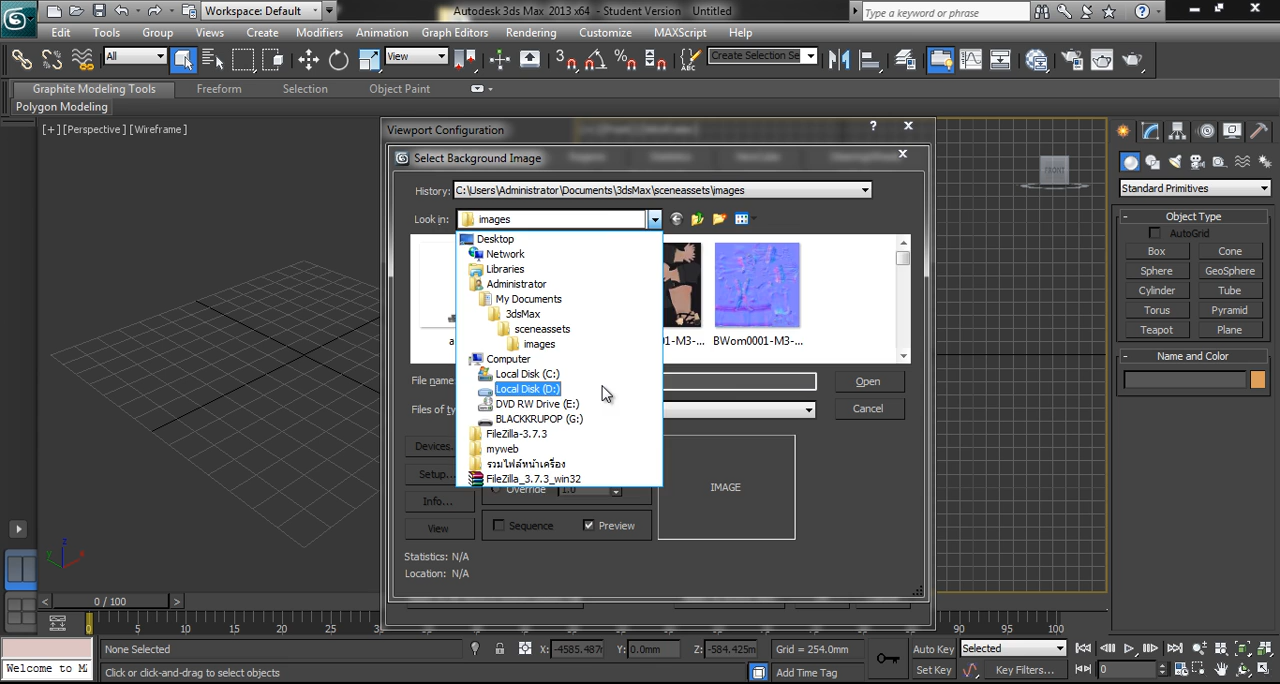 Workspace: Default
Autodesk 3ds Max 2013 x64 - Student Version Untitled
Type a keyword or phrase
Edit Tools Group Views Create Modifiers Animation Graph Editors Rendering Customize MAXScript Help
All
View
3
Create Selection Se
Graphite Modeling Tools Freeform Selection Object Paint
Polygon Modeling
[+] [Perspective] [Wireframe]
Viewport Configuration
Select Background Image
History: C:\Users\Administrator\Documents\3dsMax\sceneassets\images
Look in: images
Desktop
Network
Libraries
Administrator
My Documents
3dsMax
sceneassets
images
Computer
Local Disk (C:)
Local Disk (D:)
DVD RW Drive (E:)
BLACKKRUPOP (G:)
FileZilla-3.7.3
myweb
รวมไฟล์หน้าเครื่อง
FileZilla_3.7.3_win32
1-M3-... BWom0001-M3-...
File name
Open
Files of ty
Cancel
Devices.
Setup...
Info...
View
Override 1.0
Sequence Preview
IMAGE
Statistics: N/A
Location: N/A
FRONT
Standard Primitives
Object Type
AutoGrid
Box Cone
Sphere GeoSphere
Cylinder Tube
Torus Pyramid
Teapot Plane
Name and Color
z
y x
< 0 / 100 >
0 5 10 15 20 25 90 95 100
None Selected X: -4585.487 Y: 0.0mm Z: -584.425m Grid = 254.0mm Auto Key Selected
Welcome to M Click or click-and-drag to select objects Add Time Tag Set Key Key Filters... 0